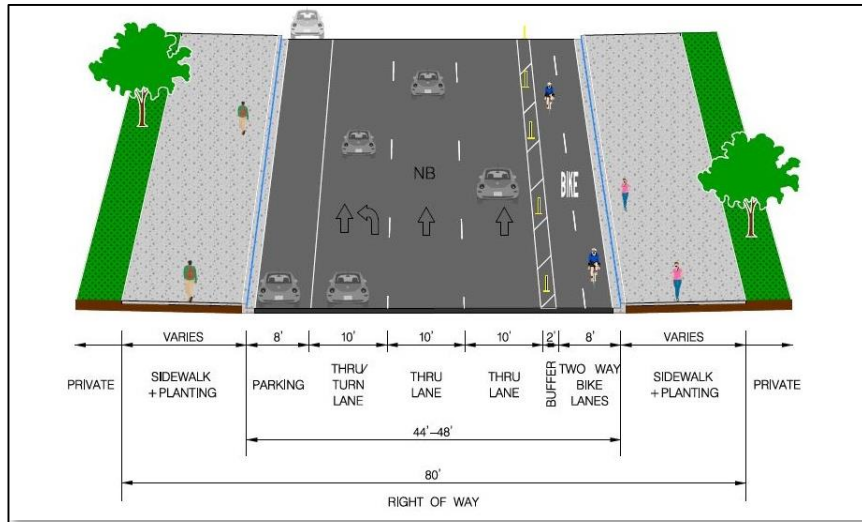 NB
BIKE
VARIES 8' 10' 10' 10' 2' 8' VARIES
PRIVATE
SIDEWALK
+PLANTING
PARKING
THRU/
TURN
LANE
THRU
LANE
THRU
LANE
BUFFER
TWO WAY
BIKE
LANES
SIDEWALK
+PLANTING
PRIVATE
44'-48'
80'
RIGHT OF WAY